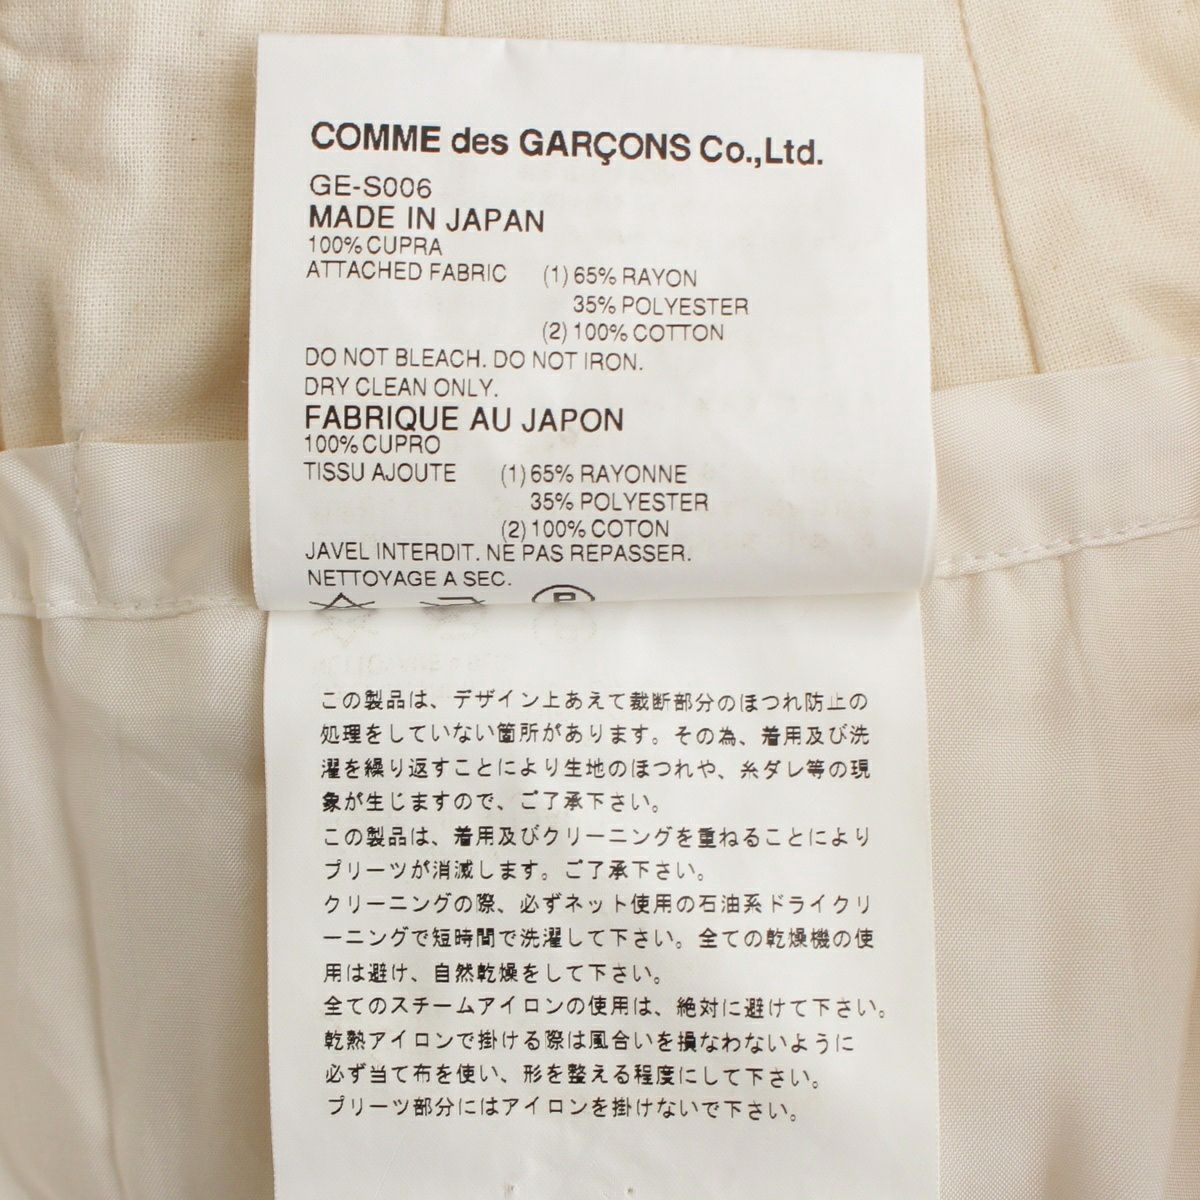 COMME des GARÇONS Co.,Ltd.
GE-S006
MADE IN JAPAN
100% CUPRA
ATTACHED FABRIC (1) 65% RAYON
35% POLYESTER
(2) 100% COTTON
DO NOT BLEACH. DO NOT IRON.
DRY CLEAN ONLY.
FABRIQUE AU JAPON
100% CUPRO
TISSU AJOUTE (1) 65% RAYONNE
35% POLYESTER
(2) 100% COTON
JAVEL INTERDIT. NE PAS REPASSER.
NETTOYAGE A SEC.
P
この製品は、デザイン上あえて裁断部分のほつれ防止の
処理をしていない箇所があります。その為、着用及び洗
濯を繰り返すことにより生地のほつれや、糸ダレ等の現
象が生じますので、ご了承下さい。
この製品は、着用及びクリーニングを重ねることにより
プリーツが消滅します。ご了承下さい。
クリーニングの際、必ずネット使用の石油系ドライクリ
ーニングで短時間で洗濯して下さい。全ての乾燥機の使
用は避け、自然乾燥をして下さい。
全てのスチームアイロンの使用は、絶対に避けて下さい。
乾熱アイロンで掛ける際は風合いを損なわないように
必ず当て布を使い、形を整える程度にして下さい。
プリーツ部分にはアイロンを掛けないで下さい。